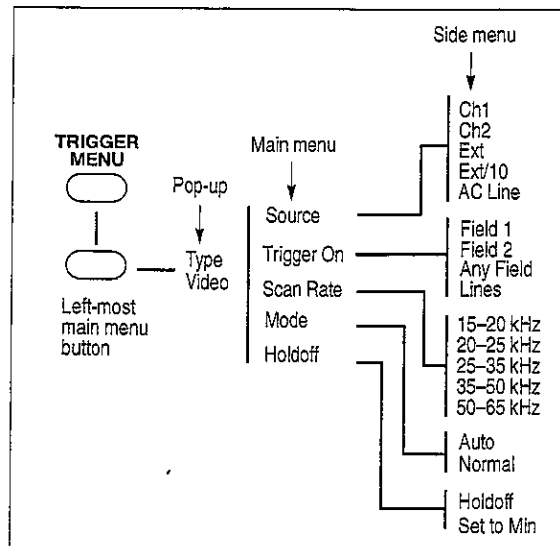 Side menu
TRIGGER
MENU
Main menu
Pop-up
Type
Video
Left-most
main menu
button
Source
Trigger On
Scan Rate
Mode
Holdoff
Ch1
Ch2
Ext
Ext/10
AC Line
Field 1
Field 2
Any Field
Lines
15–20 kHz
20–25 kHz
25–35 kHz
35–50 kHz
50–65 kHz
Auto
Normal
Holdoff
Set to Min